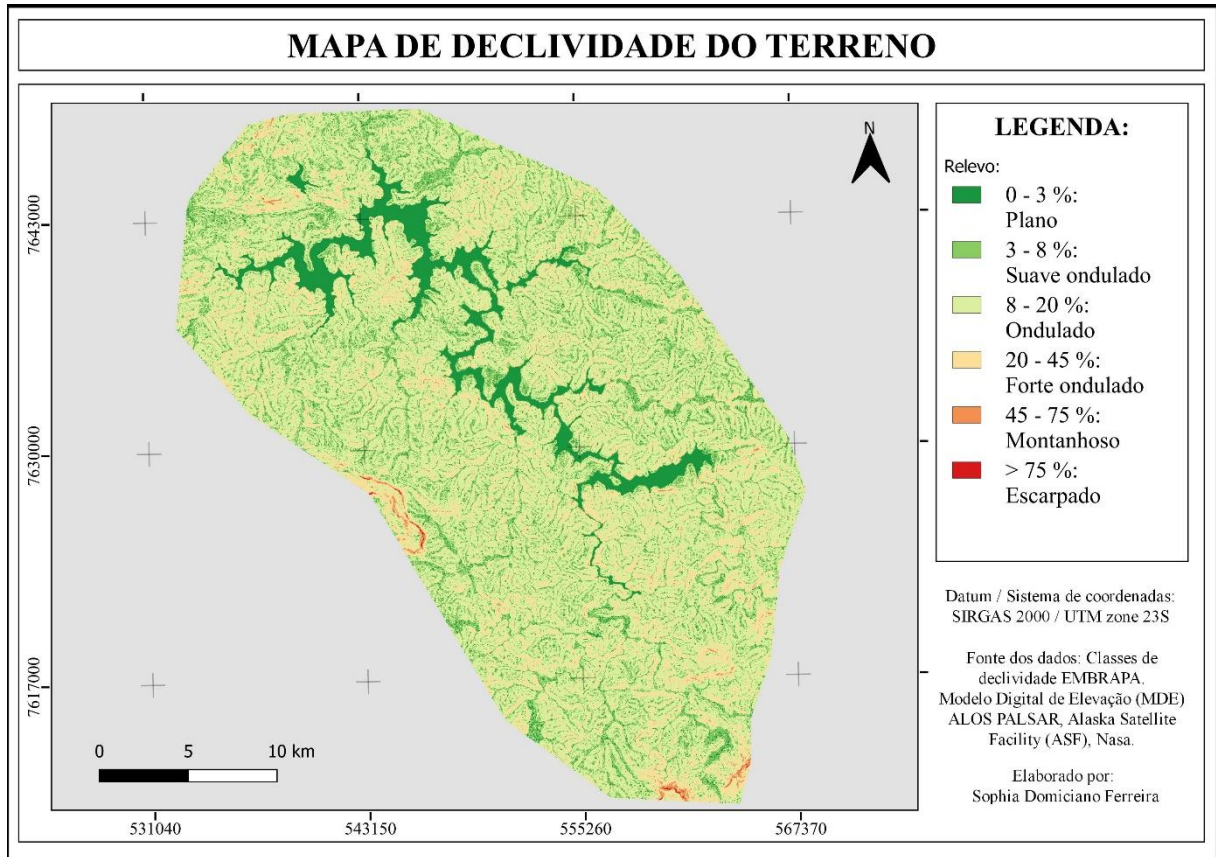 MAPA DE DECLIVIDADE DO TERRENO
N
7643000
7630000
7617000
0 5 10 km
531040 543150 555260 567370
LEGENDA:
Relevo:
0 - 3 %:
Plano
3 - 8 %:
Suave ondulado
8 - 20 %:
Ondulado
20 - 45 %:
Forte ondulado
45 - 75 %:
Montanhoso
> 75 %:
Escarpado
Datum / Sistema de coordenadas:
SIRGAS 2000 / UTM zone 23S
Fonte dos dados: Classes de
declividade EMBRAPA.
Modelo Digital de Elevação (MDE)
ALOS PALSAR, Alaska Satellite
Facility (ASF), Nasa.
Elaborado por:
Sophia Domiciano Ferreira